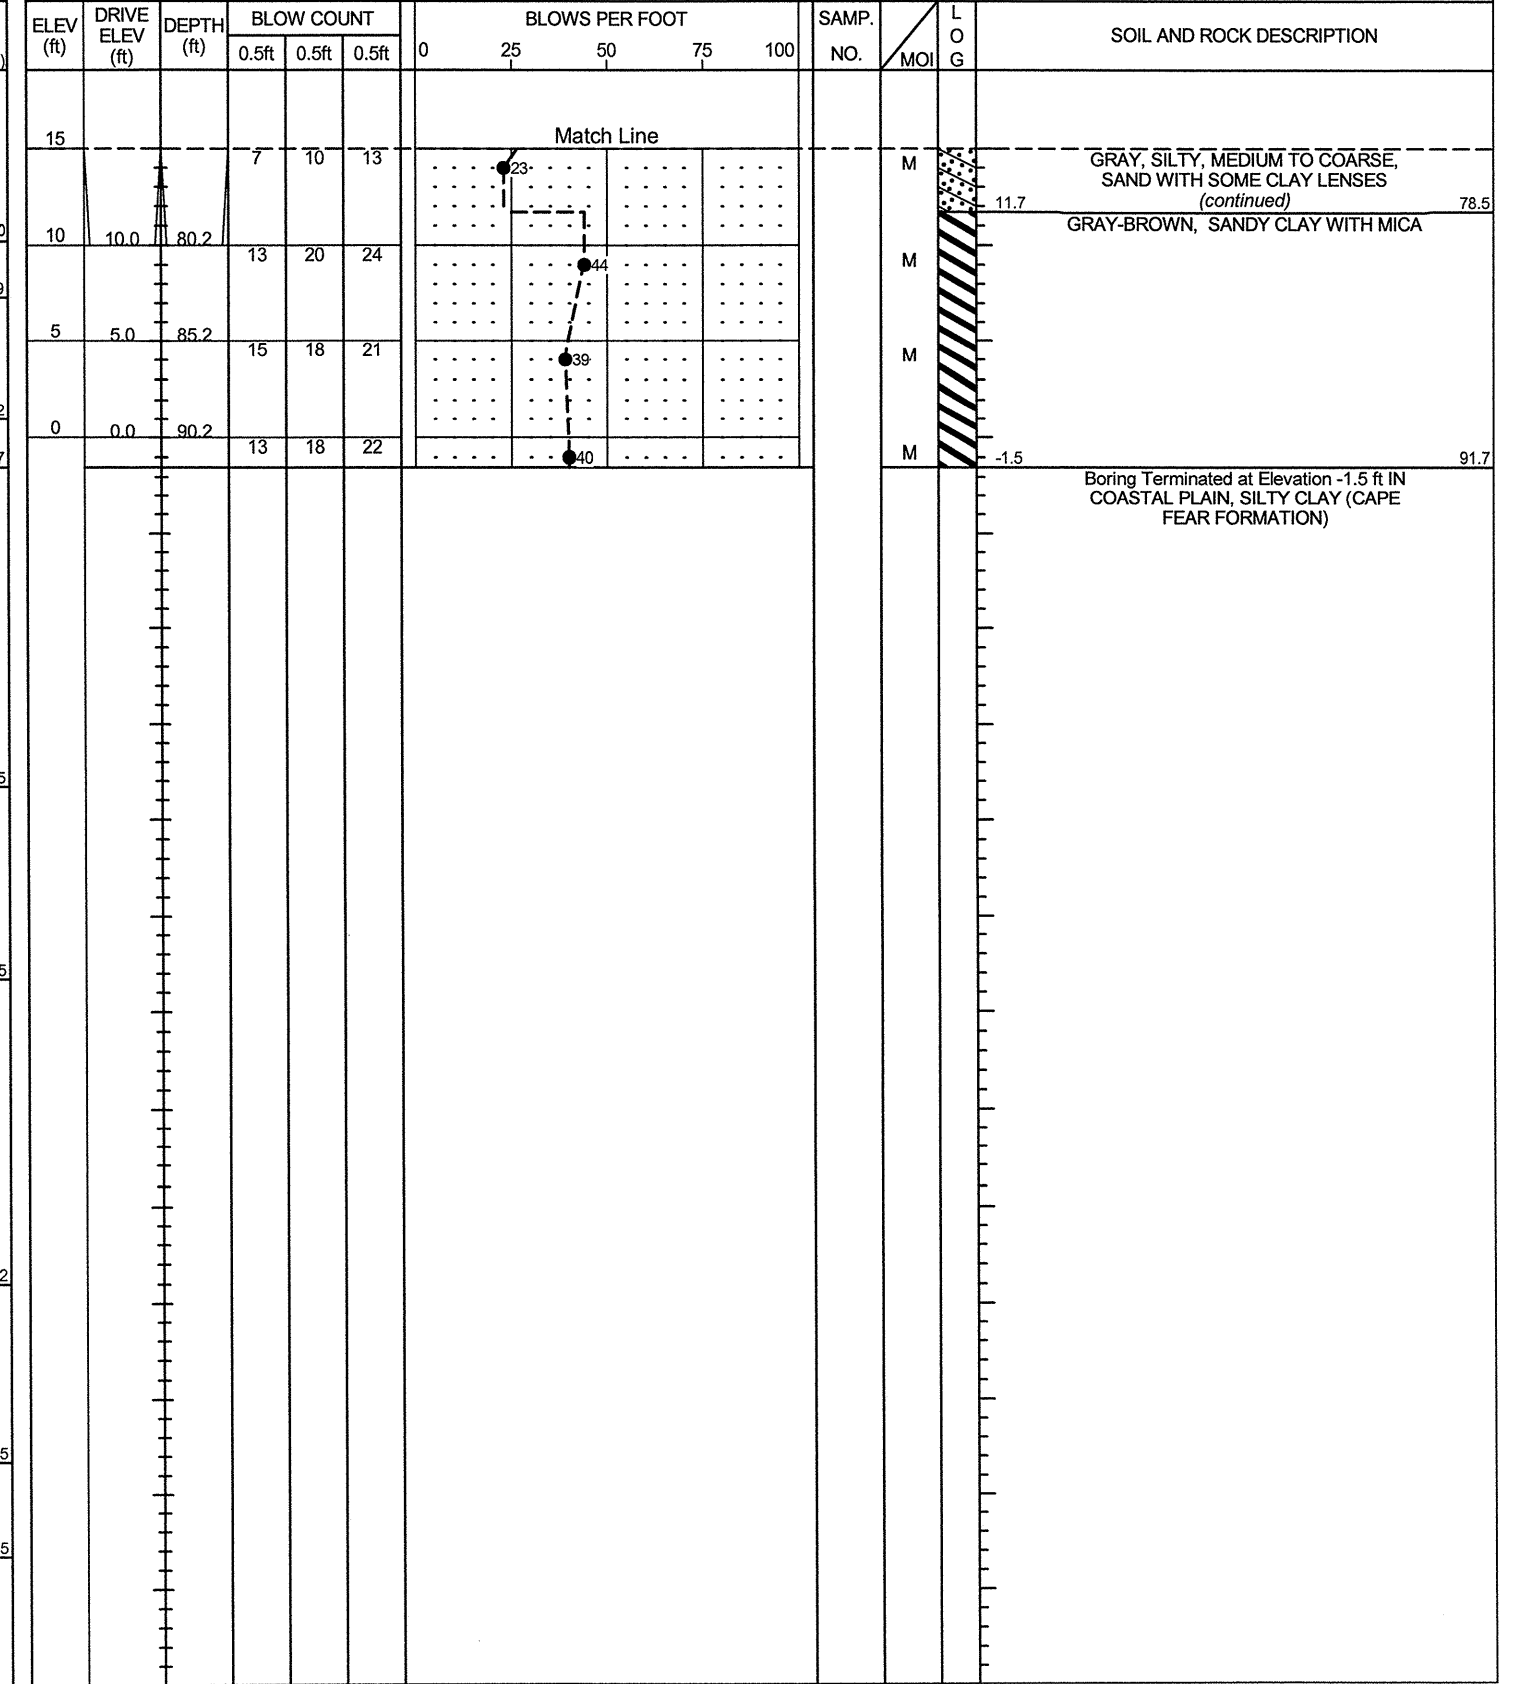 ELEV (ft) DRIVE ELEV (ft) DEPTH (ft) BLOW COUNT BLOWS PER FOOT SAMP. NO. MOI L O G SOIL AND ROCK DESCRIPTION
0.5ft 0.5ft 0.5ft 0 25 50 75 100
15 Match Line
7 10 13 23 M GRAY, SILTY, MEDIUM TO COARSE,
SAND WITH SOME CLAY LENSES
11.7 (continued) 78.5
GRAY-BROWN, SANDY CLAY WITH MICA
10 10.0 80.2
13 20 24 44 M
5 5.0 85.2
15 18 21 39 M
0 0.0 90.2
13 18 22 40 M -1.5 91.7
Boring Terminated at Elevation -1.5 ft IN
COASTAL PLAIN, SILTY CLAY (CAPE
FEAR FORMATION)